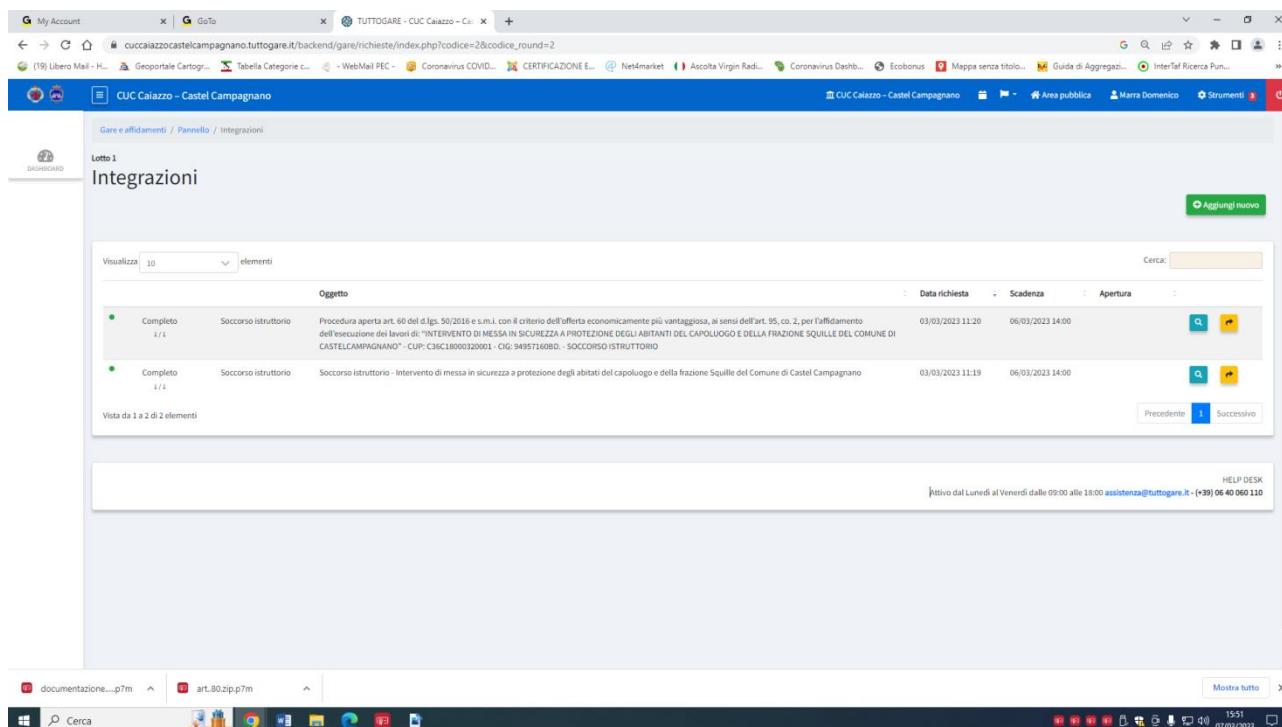 My Account
GoTo
TUTTOGARE - CUC Caiazzo – Ca
cuccaiazzocastelcampagnano.tuttogare.it/backend/gare/richieste/index.php?codice=2&codice_round=2
(19) Libero Mail - H... Geoportale Cartogr... Tabella Categorie c... - WebMail PEC - Coronavirus COVID... CERTIFICAZIONE E... Net4market Ascolta Virgin Radi... Coronavirus Dashb... Ecobonus Mappa senza titolo... Guida di Aggregazi... InterTaf Ricerca Pun...
CUC Caiazzo – Castel Campagnano
CUC Caiazzo – Castel Campagnano Area pubblica Marra Domenico Strumenti 3
DASHBOARD
Gare e affidamenti / Pannello / Integrazioni
Lotto 1
Integrazioni
Aggiungi nuovo
Visualizza 10 elementi
Cerca:
Oggetto Data richiesta Scadenza Apertura
Completo 1/1 Soccorso istruttorio
Procedura aperta art. 60 del d.lgs. 50/2016 e s.m.i. con il criterio dell'offerta economicamente più vantaggiosa, ai sensi dell'art. 95, co. 2, per l'affidamento
dell'esecuzione dei lavori di: "INTERVENTO DI MESSA IN SICUREZZA A PROTEZIONE DEGLI ABITANTI DEL CAPOLUOGO E DELLA FRAZIONE SQUILLE DEL COMUNE DI
CASTELCAMPAGNANO" - CUP: C36C18000320001 - CIG: 94957160BD. - SOCCORSO ISTRUTTORIO
03/03/2023 11:20 06/03/2023 14:00
Completo 1/1 Soccorso istruttorio
Soccorso istruttorio - Intervento di messa in sicurezza a protezione degli abitati del capoluogo e della frazione Squille del Comune di Castel Campagnano
03/03/2023 11:19 06/03/2023 14:00
Vista da 1 a 2 di 2 elementi
Precedente 1 Successivo
HELP DESK
Attivo dal Lunedì al Venerdì dalle 09:00 alle 18:00 assistenza@tuttogare.it - (+39) 06 40 060 110
documentazione....p7m
art..80.zip.p7m
Mostra tutto
Cerca
15:51
07/03/2023